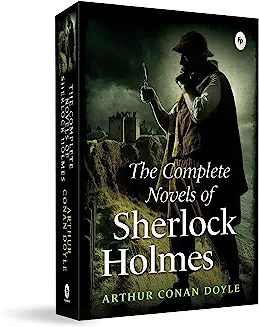 THE COMPLETE
NOVELS OF
SHERLOCK HOLMES
ARTHUR
CONAN DOYLE
FP
The Complete
Novels of
Sherlock
Holmes
ARTHUR CONAN DOYLE